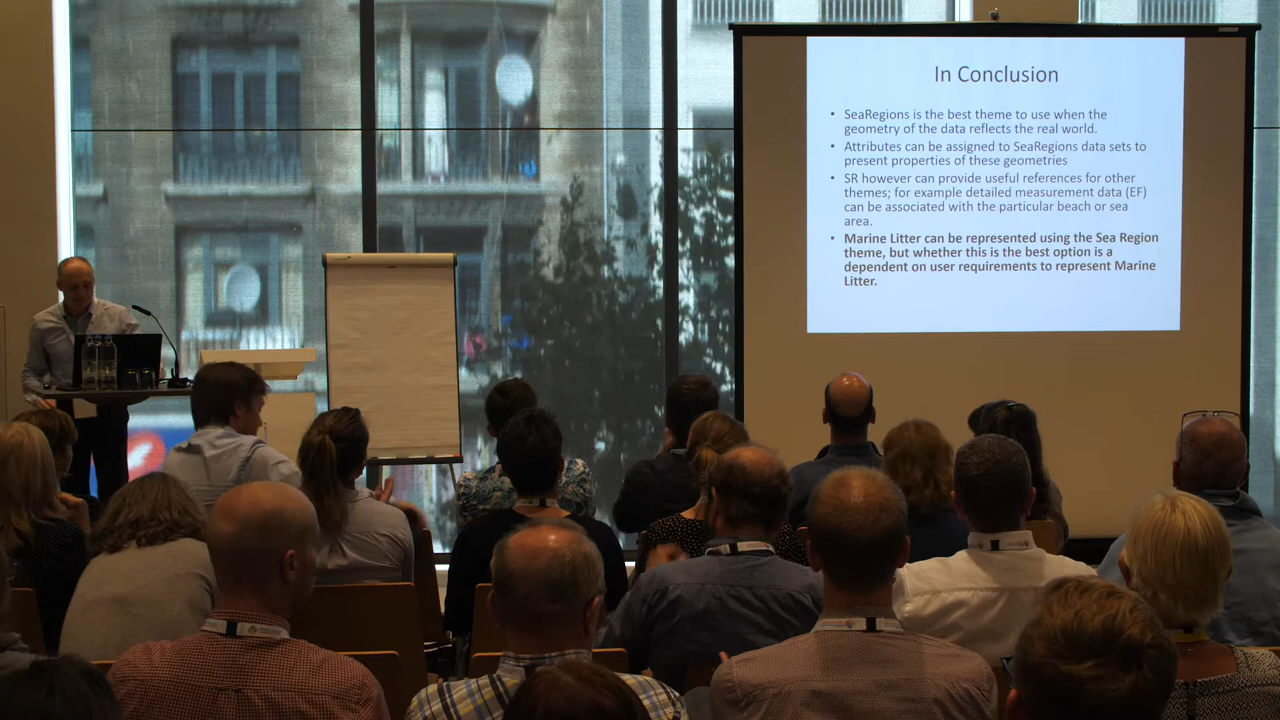 In Conclusion
• SeaRegions is the best theme to use when the
geometry of the data reflects the real world.
• Attributes can be assigned to SeaRegions data sets to
present properties of these geometries
• SR however can provide useful references for other
themes; for example detailed measurement data (EF)
can be associated with the particular beach or sea
area.
• Marine Litter can be represented using the Sea Region
theme, but whether this is the best option is a
dependent on user requirements to represent Marine
Litter.